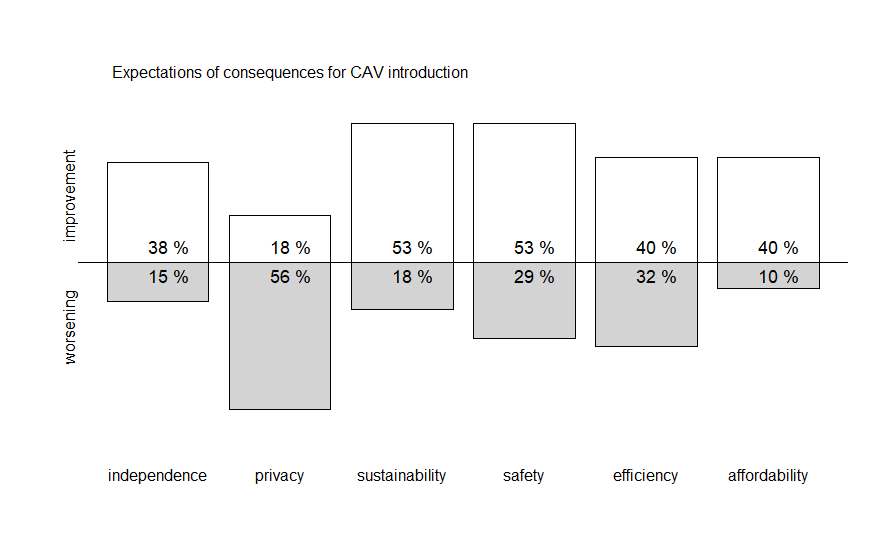 Expectations of consequences for CAV introduction
improvement
38 % 18 % 53 % 53 % 40 % 40 %
worsening
15 % 56 % 18 % 29 % 32 % 10 %
independence privacy sustainability safety efficiency affordability